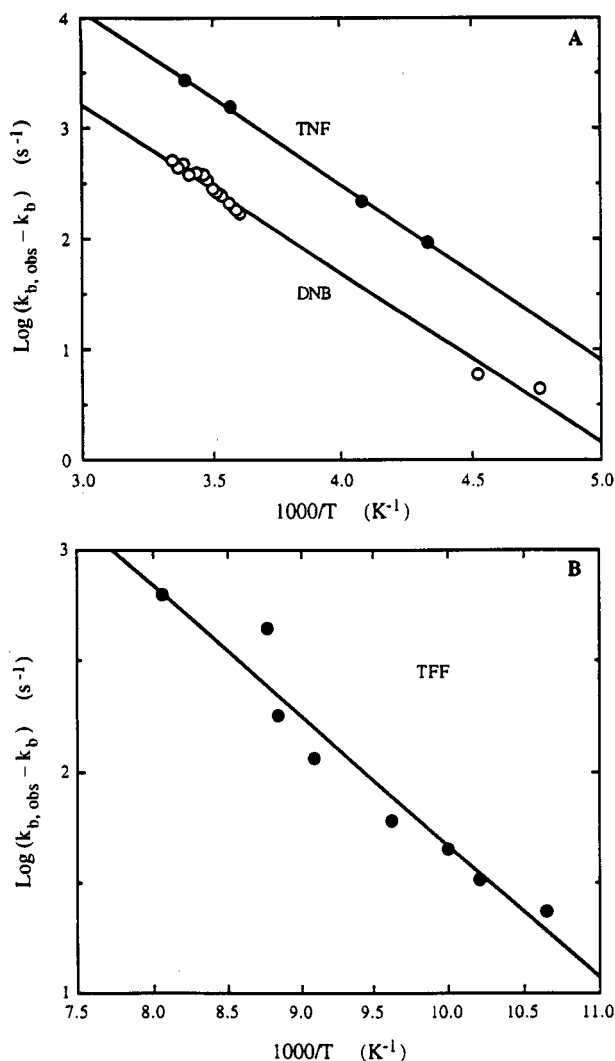 4
A
3
TNF
2
DNB
1
0
3.0 3.5 4.0 4.5 5.0
1000/T (K⁻¹)
Log (k_b, obs − k_b) (s⁻¹)
3
B
TFF
2
1
7.5 8.0 8.5 9.0 9.5 10.0 10.5 11.0
1000/T (K⁻¹)
Log (k_b, obs − k_b) (s⁻¹)